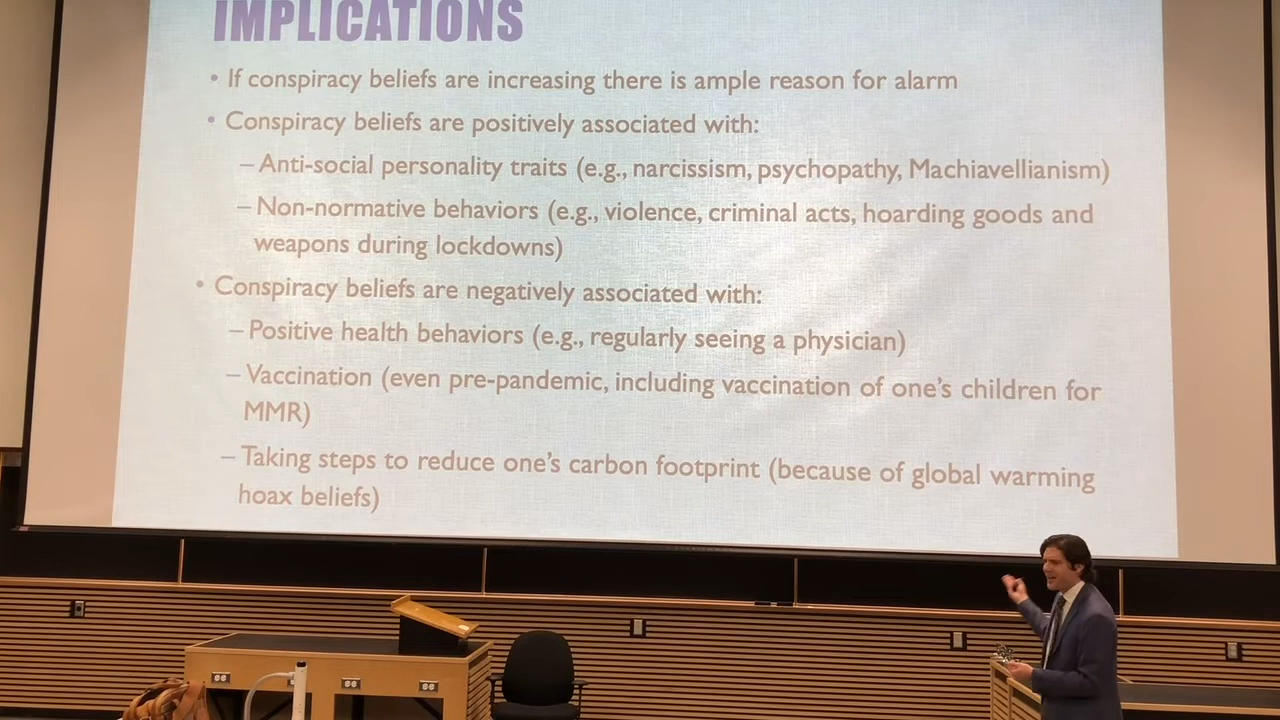 IMPLICATIONS
• If conspiracy beliefs are increasing there is ample reason for alarm
• Conspiracy beliefs are positively associated with:
– Anti-social personality traits (e.g., narcissism, psychopathy, Machiavellianism)
– Non-normative behaviors (e.g., violence, criminal acts, hoarding goods and
weapons during lockdowns)
• Conspiracy beliefs are negatively associated with:
– Positive health behaviors (e.g., regularly seeing a physician)
– Vaccination (even pre-pandemic, including vaccination of one's children for
MMR)
– Taking steps to reduce one's carbon footprint (because of global warming
hoax beliefs)